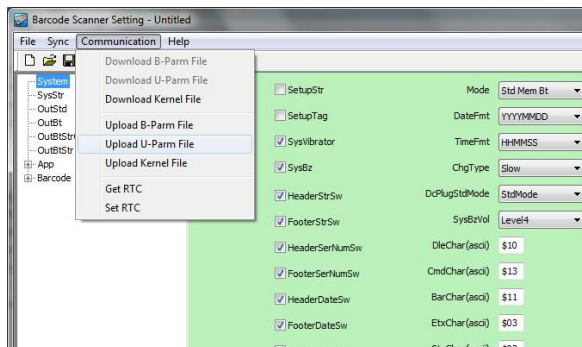 Barcode Scanner Setting - Untitled
File Sync Communication Help
Download B-Parm File
Download U-Parm File
Download Kernel File
Upload B-Parm File
Upload U-Parm File
Upload Kernel File
Get RTC
Set RTC
System
SysStr
OutStd
OutBt
OutBtStr
OutBtStr
App
Barcode
SetupStr Mode Std Mem Bt
SetupTag DateFmt YYYYMMDD
SysVibrator TimeFmt HHMMSS
SysBz ChgType Slow
HeaderStrSw DcPlugStdMode StdMode
FooterStrSw SysBzVol Level4
HeaderSerNumSw DleChar(ascii) $10
FooterSerNumSw CmdChar(ascii) $13
HeaderDateSw BarChar(ascii) $11
FooterDateSw EtxChar(ascii) $03